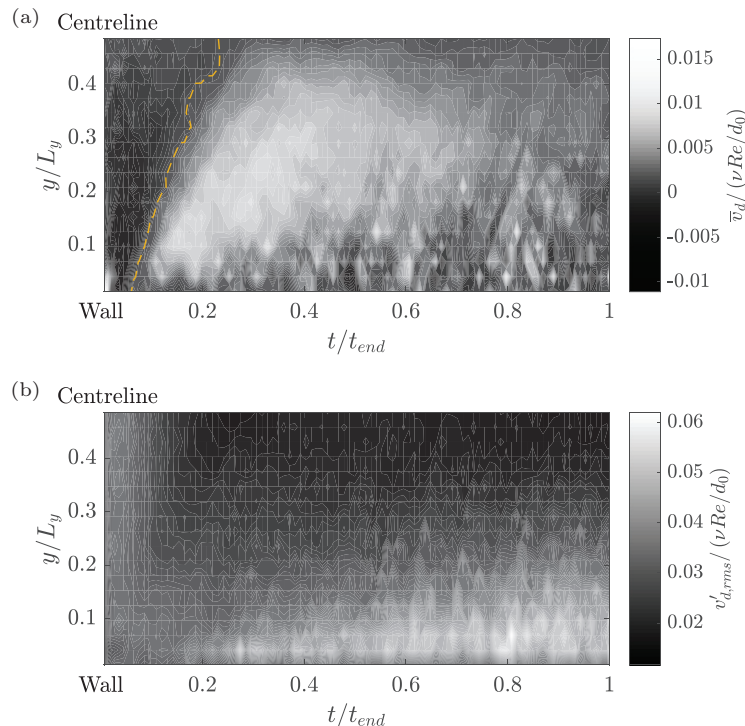 (a) Centreline
0.4
0.3
0.2
0.1
y/L_y
Wall 0.2 0.4 0.6 0.8 1
t/t_end
0.015
0.01
0.005
0
-0.005
-0.01
v̅_d/(νRe/d_0)
(b) Centreline
0.4
0.3
0.2
0.1
y/L_y
Wall 0.2 0.4 0.6 0.8 1
t/t_end
0.06
0.05
0.04
0.03
0.02
v′_d,rms/(νRe/d_0)